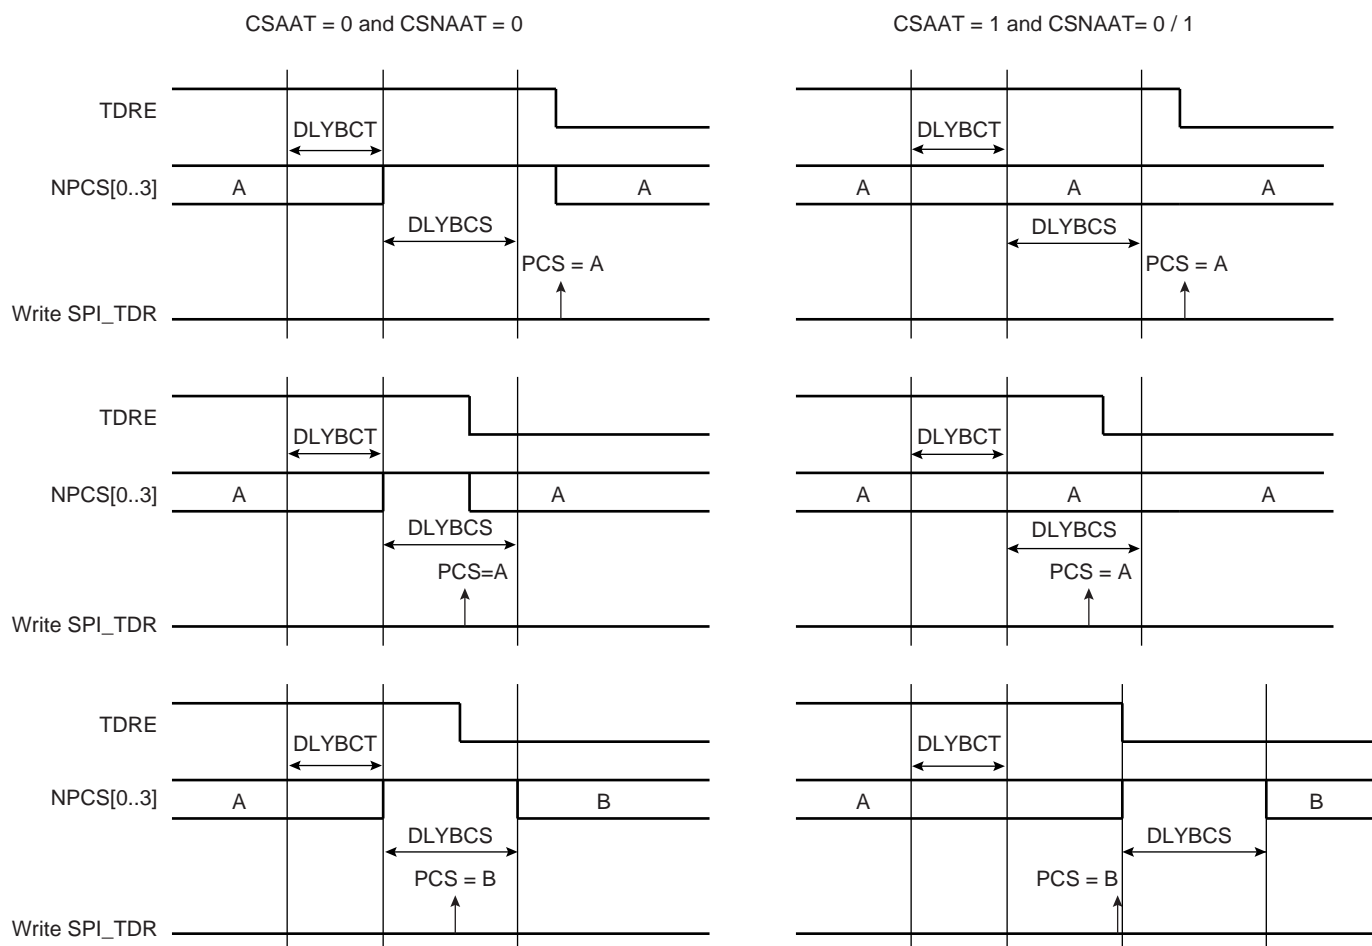 CSAAT = 0 and CSNAAT = 0
CSAAT = 1 and CSNAAT= 0 / 1
TDRE
DLYBCT
DLYBCT
NPCS[0..3]
A
A
A
A
A
DLYBCS
DLYBCS
PCS = A
PCS = A
Write SPI_TDR
TDRE
DLYBCT
DLYBCT
NPCS[0..3]
A
A
A
A
A
DLYBCS
DLYBCS
PCS=A
PCS = A
Write SPI_TDR
TDRE
DLYBCT
DLYBCT
NPCS[0..3]
A
B
A
B
DLYBCS
DLYBCS
PCS = B
PCS = B
Write SPI_TDR